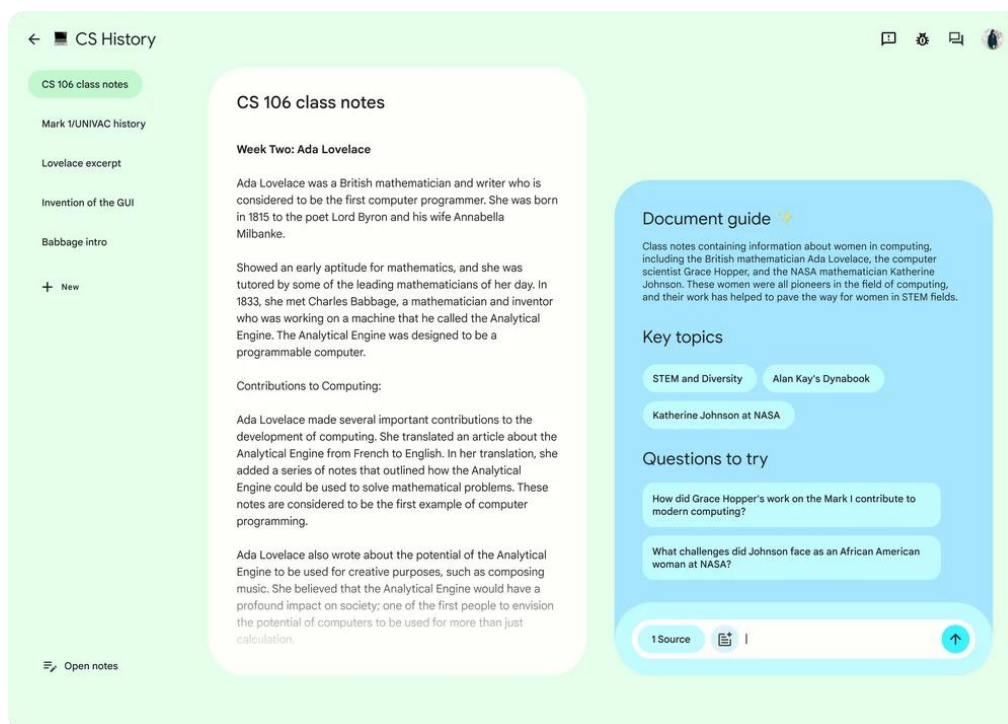 CS History
CS 106 class notes
Mark 1/UNIVAC history
Lovelace excerpt
Invention of the GUI
Babbage intro
+ New
Open notes
CS 106 class notes
Week Two: Ada Lovelace
Ada Lovelace was a British mathematician and writer who is
considered to be the first computer programmer. She was born
in 1815 to the poet Lord Byron and his wife Annabella
Milbanke.
Showed an early aptitude for mathematics, and she was
tutored by some of the leading mathematicians of her day. In
1833, she met Charles Babbage, a mathematician and inventor
who was working on a machine that he called the Analytical
Engine. The Analytical Engine was designed to be a
programmable computer.
Contributions to Computing:
Ada Lovelace made several important contributions to the
development of computing. She translated an article about the
Analytical Engine from French to English. In her translation, she
added a series of notes that outlined how the Analytical
Engine could be used to solve mathematical problems. These
notes are considered to be the first example of computer
programming.
Ada Lovelace also wrote about the potential of the Analytical
Engine to be used for creative purposes, such as composing
music. She believed that the Analytical Engine would have a
profound impact on society; one of the first people to envision
the potential of computers to be used for more than just
calculation.
Document guide
Class notes containing information about women in computing,
including the British mathematician Ada Lovelace, the computer
scientist Grace Hopper, and the NASA mathematician Katherine
Johnson. These women were all pioneers in the field of computing,
and their work has helped to pave the way for women in STEM fields.
Key topics
STEM and Diversity
Alan Kay's Dynabook
Katherine Johnson at NASA
Questions to try
How did Grace Hopper's work on the Mark I contribute to
modern computing?
What challenges did Johnson face as an African American
woman at NASA?
1 Source